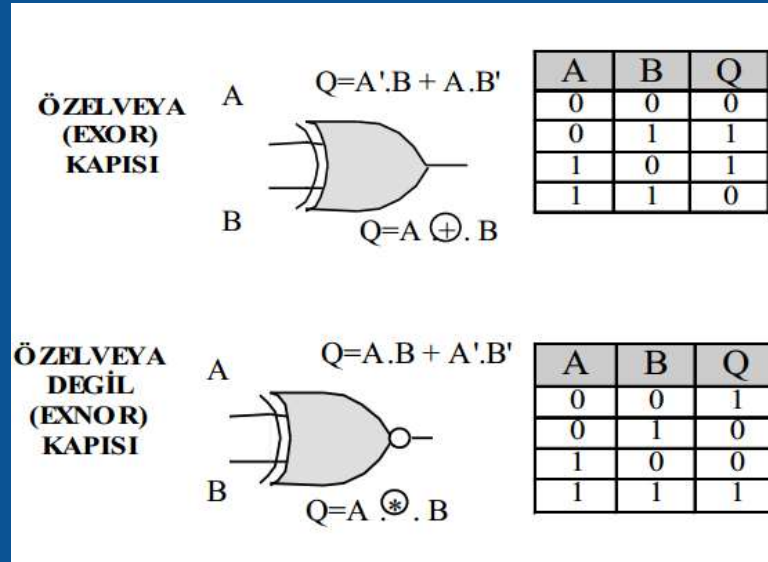 Q=A'.B + A.B'
ÖZELVEYA
(EXOR)
KAPISI
A
B
Q=A ⊕. B
A B Q
0 0 0
0 1 1
1 0 1
1 1 0
ÖZELVEYA
DEGİL
(EXNOR)
KAPISI
Q=A.B + A'.B'
A
B
Q=A .⊛. B
A B Q
0 0 1
0 1 0
1 0 0
1 1 1